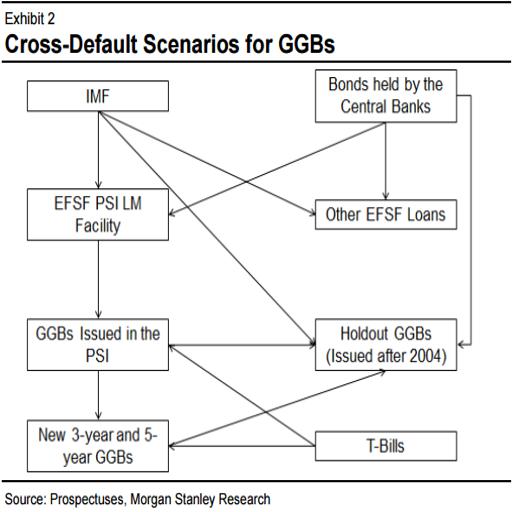 Exhibit 2
Cross-Default Scenarios for GGBs
IMF
Bonds held by the
Central Banks
EFSF PSI LM
Facility
Other EFSF Loans
GGBs Issued in the
PSI
Holdout GGBs
(Issued after 2004)
New 3-year and 5-
year GGBs
T-Bills
Source: Prospectuses, Morgan Stanley Research